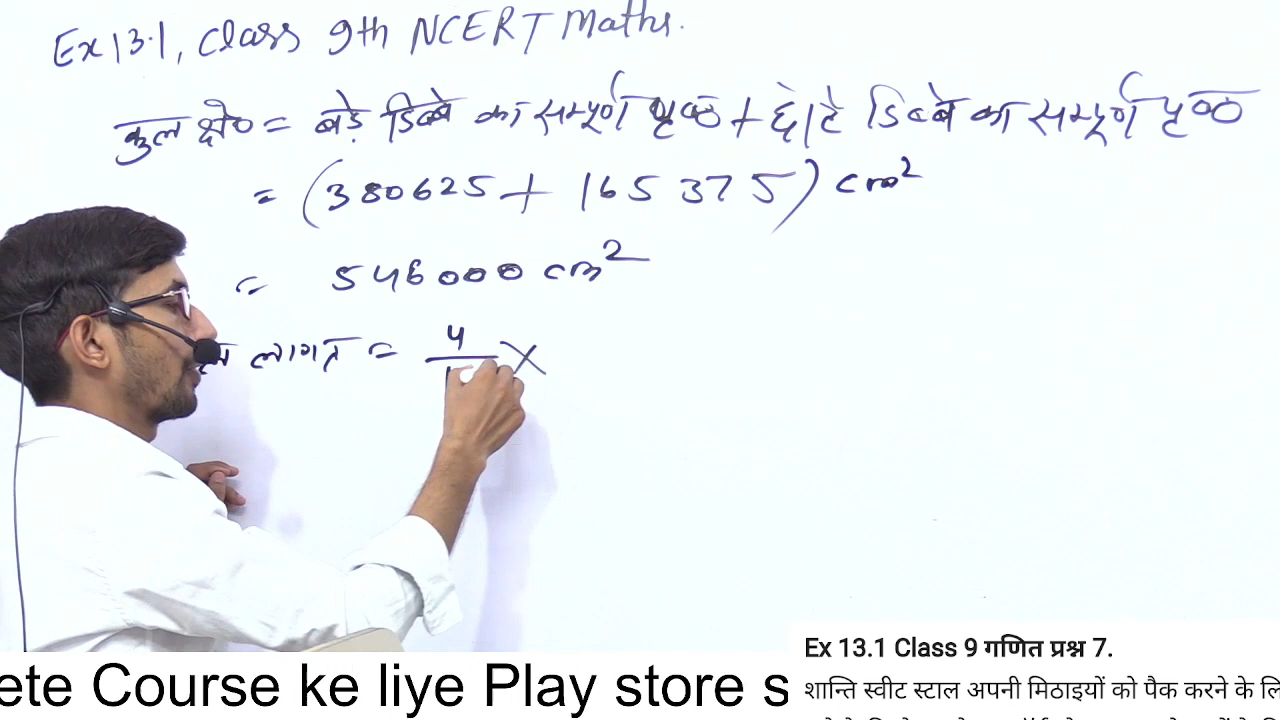 Ex 13.1, Class 9th NCERT Maths.
कुल क्षे० = बड़े डिब्बे का सम्पूर्ण पृष्ठ + छोटे डिब्बे का सम्पूर्ण पृष्ठ
= (380625 + 165375) cm²
= 546000 cm²
लागत = 4 ×
ete Course ke liye Play store s
Ex 13.1 Class 9 गणित प्रश्न 7.
शान्ति स्वीट स्टाल अपनी मिठाइयों को पैक करने के लि